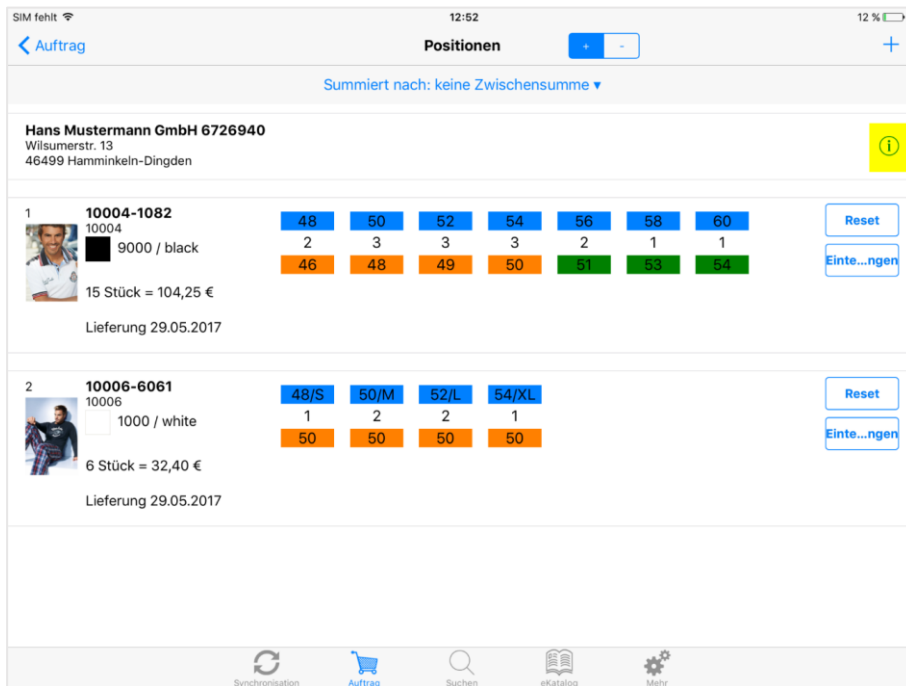 SIM fehlt 12:52 12 %
Auftrag Positionen + - +
Summiert nach: keine Zwischensumme ▾
Hans Mustermann GmbH 6726940
Wilsumerstr. 13
46499 Hamminkeln-Dingden
i
1 10004-1082
10004
9000 / black
48 50 52 54 56 58 60
2 3 3 3 2 1 1
46 48 49 50 51 53 54
Reset
Einte...ngen
15 Stück = 104,25 €
Lieferung 29.05.2017
2 10006-6061
10006
1000 / white
48/S 50/M 52/L 54/XL
1 2 2 1
50 50 50 50
Reset
Einte...ngen
6 Stück = 32,40 €
Lieferung 29.05.2017
Synchronisation Auftrag Suchen eKatalog Mehr